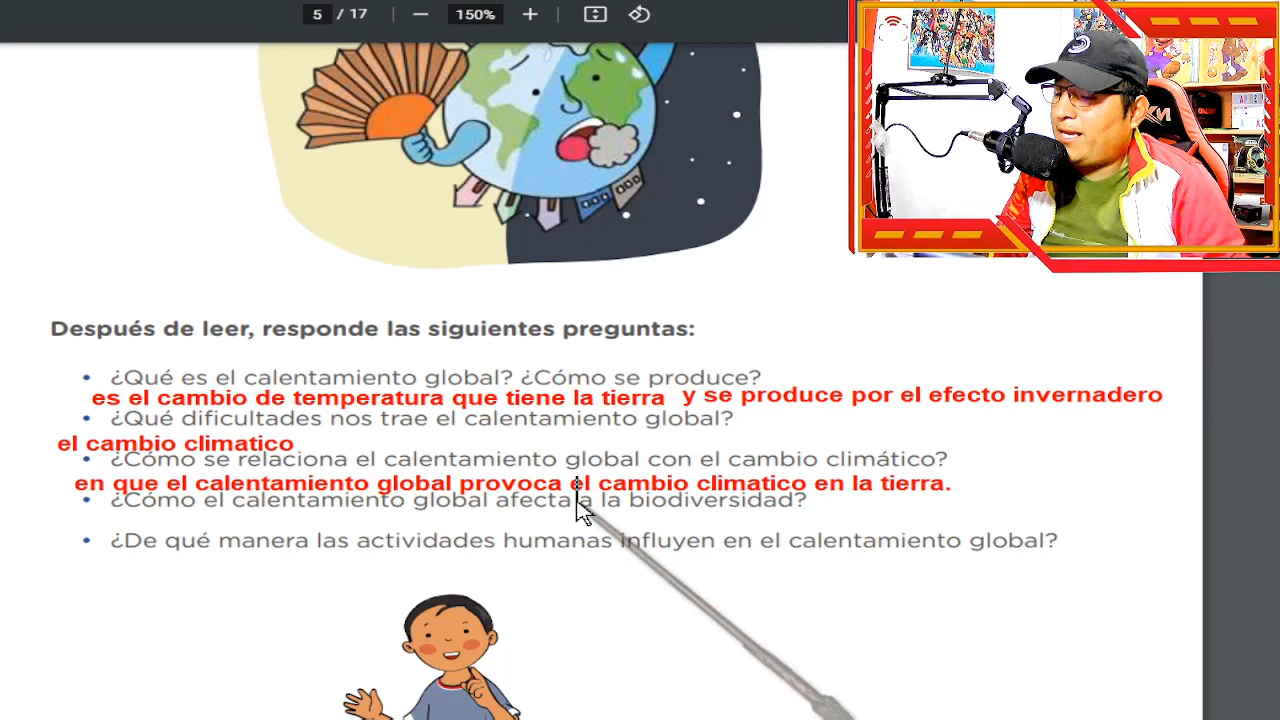 5 / 17 150%
Después de leer, responde las siguientes preguntas:
• ¿Qué es el calentamiento global? ¿Cómo se produce?
es el cambio de temperatura que tiene la tierra y se produce por el efecto invernadero
• ¿Qué dificultades nos trae el calentamiento global?
el cambio climatico
• ¿Cómo se relaciona el calentamiento global con el cambio climático?
en que el calentamiento global provoca el cambio climatico en la tierra.
• ¿Cómo el calentamiento global afecta a la biodiversidad?
• ¿De qué manera las actividades humanas influyen en el calentamiento global?